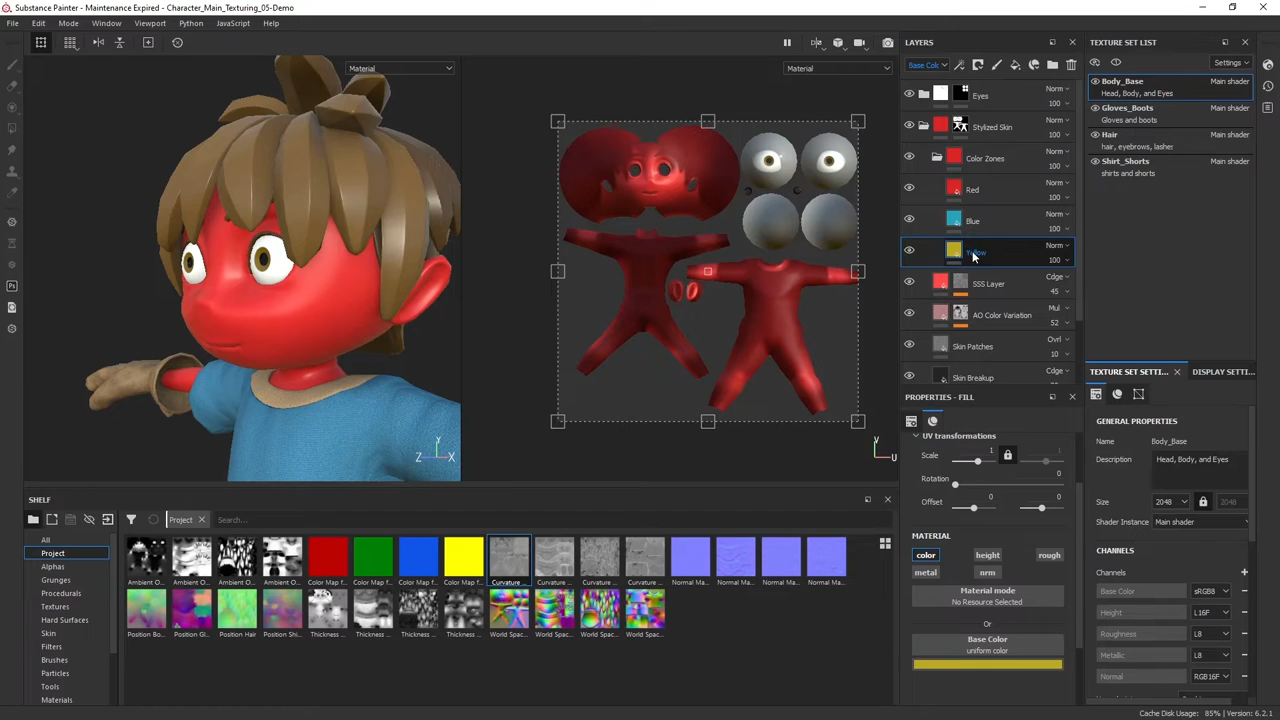 Substance Painter - Maintenance Expired - Character_Main_Texturing_05-Demo
File Edit Mode Window Viewport Python JavaScript Help
Material
Material
Z Y X
V U
LAYERS
Base Colc
Eyes Norm 100
Stylized Skin Norm 100
Color Zones Norm 100
Red Norm 100
Blue Norm 100
Yellow Norm 100
SSS Layer Cdge 45
AO Color Variation Mul 52
Skin Patches Ovrl 10
Skin Breakup Cdge
PROPERTIES - FILL
UV transformations
Scale 1
Rotation 0
Offset 0 0
MATERIAL
color height rough
metal nrm
Material mode
No Resource Selected
Or
Base Color
uniform color
TEXTURE SET LIST
Settings
Body_Base Main shader
Head, Body, and Eyes
Gloves_Boots Main shader
Gloves and boots
Hair Main shader
hair, eyebrows, lashes
Shirt_Shorts Main shader
shirts and shorts
TEXTURE SET SETTI... DISPLAY SETTI...
GENERAL PROPERTIES
Name Body_Base
Description Head, Body, and Eyes
Size 2048 2048
Shader Instance Main shader
CHANNELS
Channels
Base Color sRGB8
Height L16F
Roughness L8
Metallic L8
Normal RGB16F
SHELF
Project Search...
All
Project
Alphas
Grunges
Procedurals
Textures
Hard Surfaces
Skin
Filters
Brushes
Particles
Tools
Materials
Ambient O... Ambient O... Ambient O... Ambient O... Color Map f... Color Map f... Color Map f... Color Map f... Curvature ... Curvature ... Curvature ... Curvature ... Normal Ma... Normal Ma... Normal Ma... Normal Ma...
Position Bo... Position Gl... Position Hair Position Shi... Thickness ... Thickness ... Thickness ... Thickness ... World Spac... World Spac... World Spac... World Spac...
Cache Disk Usage: 85% | Version: 6.2.1